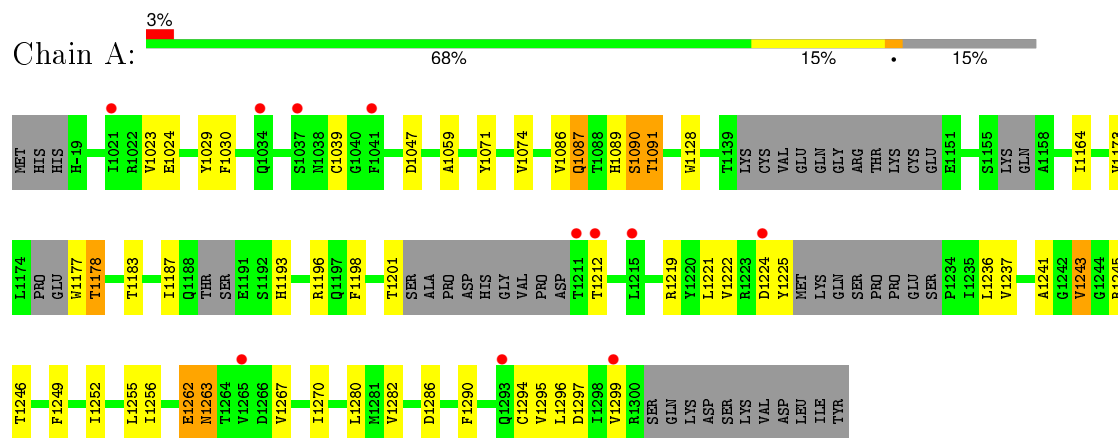 3%
Chain A:
68% 15% • 15%
MET HIS HIS H-19 I1021 R1022 V1023 E1024 Y1029 F1030 Q1034 S1037 N1038 C1039 G1040 F1041 D1047 A1059 Y1071 V1074 V1086 Q1087 T1088 H1089 S1090 T1091 W1128 T1139 LYS CYS VAL GLU GLN GLY ARG THR LYS CYS GLU E1151 S1155 LYS GLN A1158 I1164
L1174 PRO GLU W1177 T1178 T1183 I1187 Q1188 THR SER E1191 S1192 H1193 R1196 Q1197 F1198 T1201 SER ALA PRO ASP HIS GLY VAL PRO ASP T1211 T1212 L1215 R1219 Y1220 L1221 V1222 R1223 D1224 Y1225 MET LYS GLN SER PRO PRO GLU SER P1234 I1235 L1236 V1237 A1241 G1242 V1243 G1244
T1246 F1249 I1252 L1255 I1256 E1262 N1263 T1264 V1265 D1266 V1267 I1270 L1280 M1281 V1282 D1286 F1290 Q1293 C1294 V1295 L1296 D1297 I1298 V1299 R1300 SER GLN LYS ASP SER LYS VAL ASP LEU ILE TYR